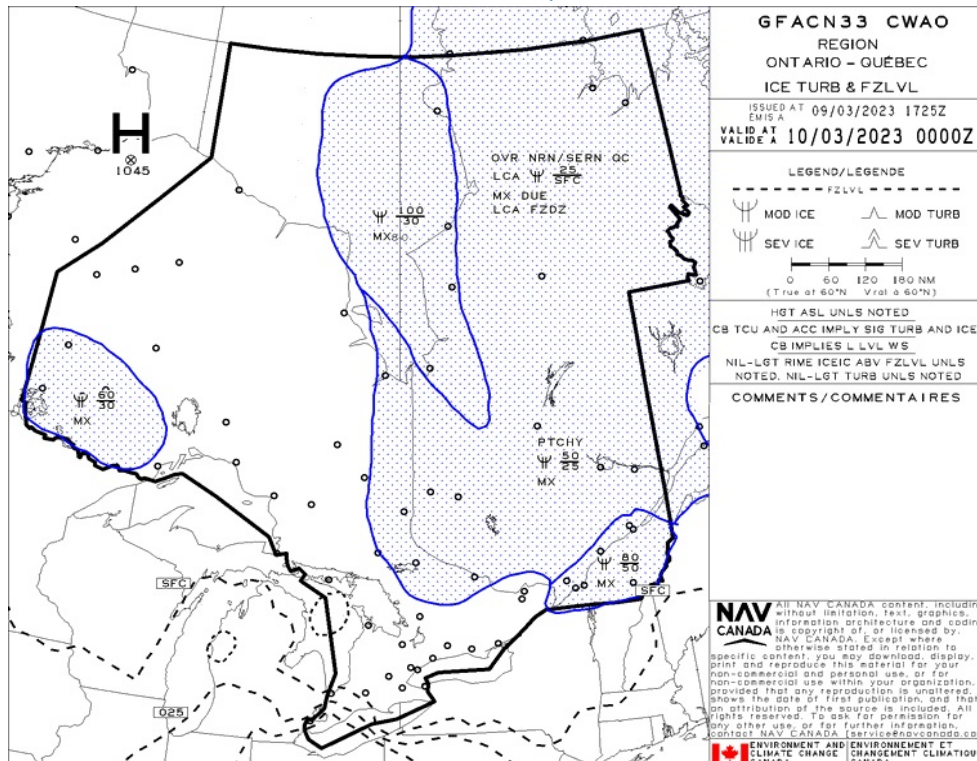 H
1045
OVR NRN/SERN QC
LCA 25
SFC
MX DUE
LCA FZDZ
100
30
MX
60
30
MX
PTCHY
50
25
MX
80
50
MX
SFC
SFC
025
GFACN33 CWAO
REGION
ONTARIO – QUÉBEC
ICE TURB & FZLVL
ISSUED AT 09/03/2023 1725Z
ÉMIS A
VALID AT 10/03/2023 0000Z
VALIDE A
LEGEND/LÉGENDE
FZLVL
MOD ICE MOD TURB
SEV ICE SEV TURB
0 60 120 180 NM
(True at 60°N Vrai à 60°N)
HGT ASL UNLS NOTED
CB TCU AND ACC IMPLY SIG TURB AND ICE
CB IMPLIES L LVL WS
NIL-LGT RIME ICEIC ABV FZLVL UNLS
NOTED. NIL-LGT TURB UNLS NOTED
COMMENTS/COMMENTAIRES
NAV CANADA
All NAV CANADA content, including
without limitation, text, graphics,
information architecture and coding
is copyright of, or licensed by,
NAV CANADA. Except where
otherwise stated in relation to
specific content, you may download, display,
print and reproduce this material for your
non-commercial and personal use, or for
non-commercial use within your organization,
provided that any reproduction is unaltered,
shows the date of first publication, and that
an attribution of the source is included. All
rights reserved. To ask for permission for
any other use, or for further information,
contact NAV CANADA [service@navcanada.ca
ENVIRONMENT AND ENVIRONNEMENT ET
CLIMATE CHANGE CHANGEMENT CLIMATIQUE
CANADA CANADA